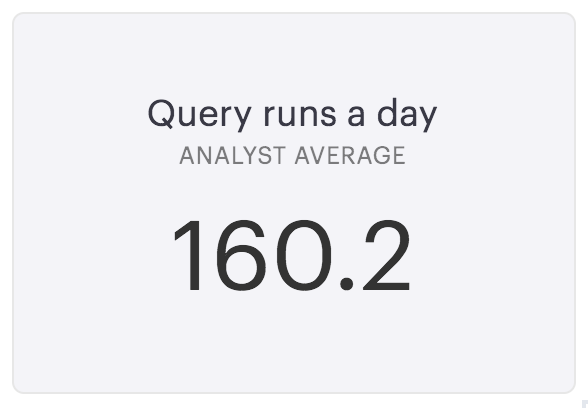 Query runs a day
ANALYST AVERAGE
160.2